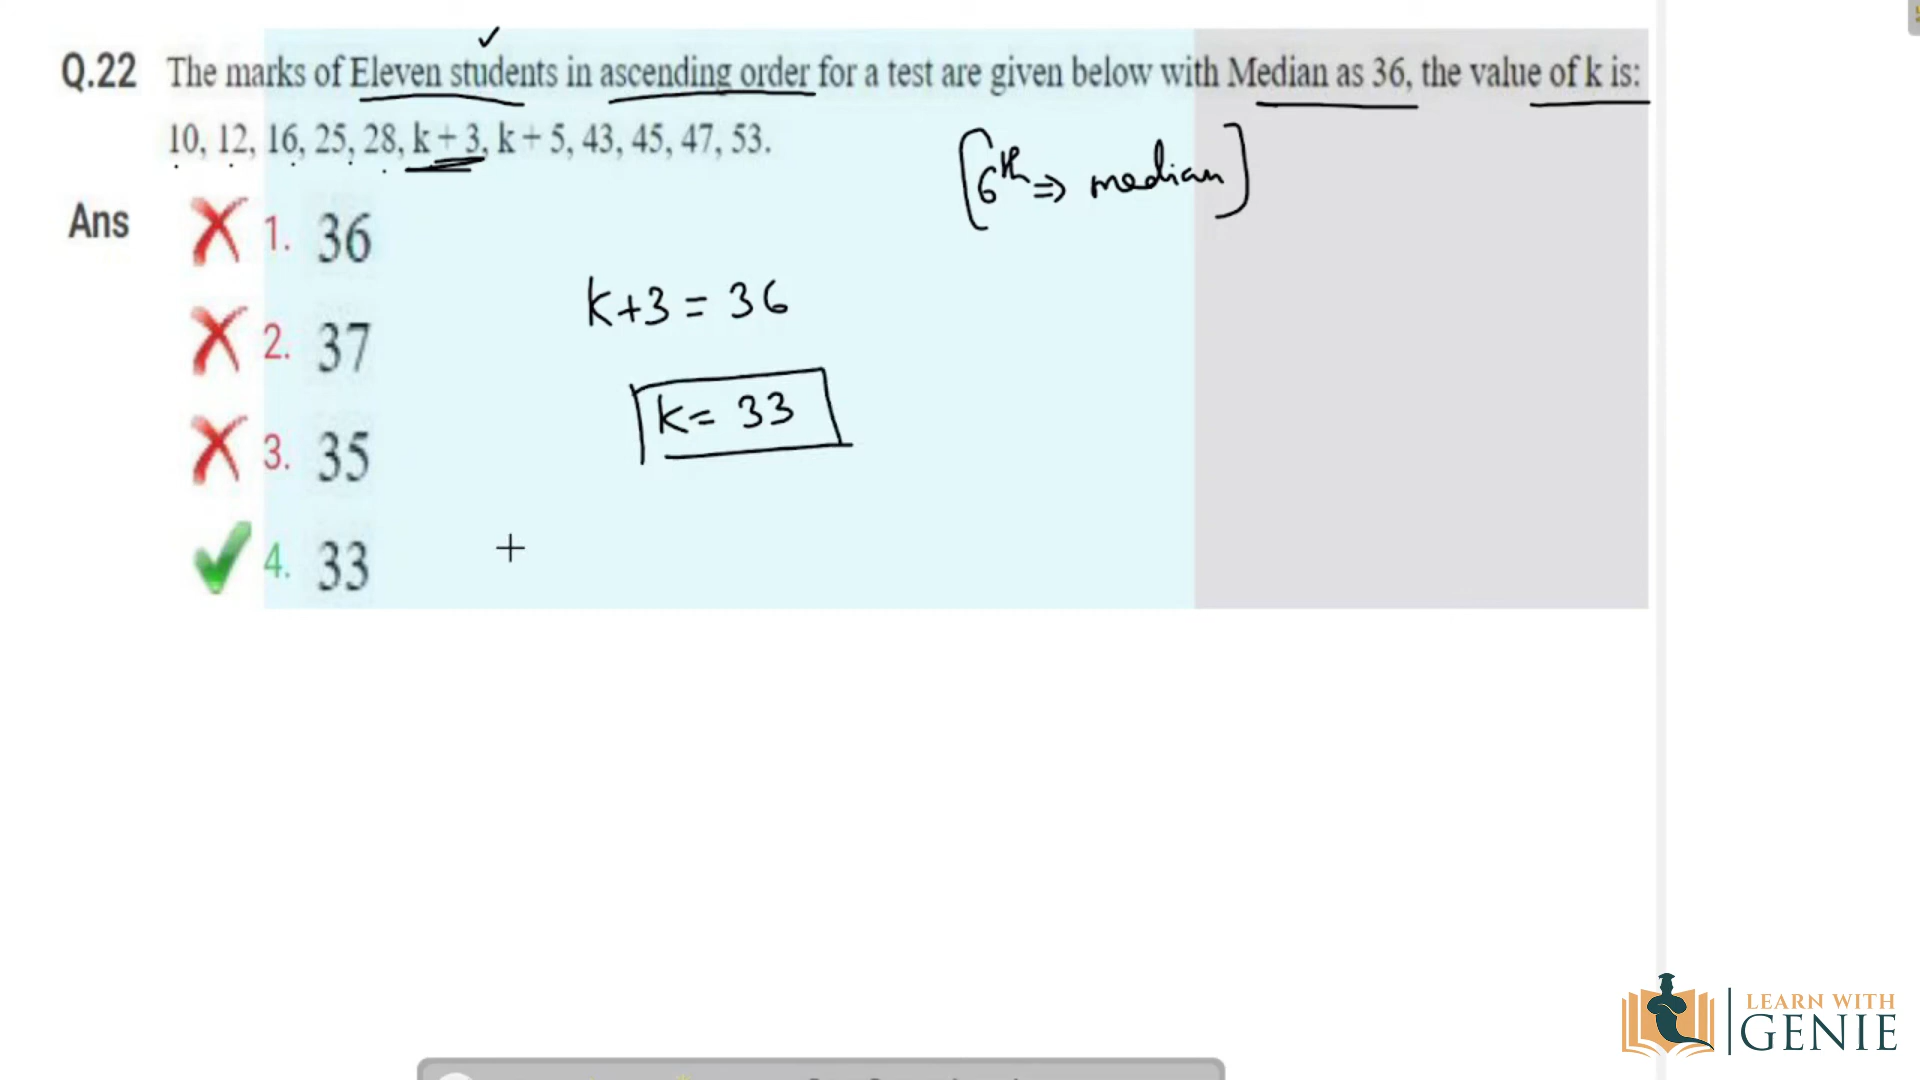 Q.22 The marks of Eleven students in ascending order for a test are given below with Median as 36, the value of k is:
10, 12, 16, 25, 28, k + 3, k + 5, 43, 45, 47, 53.
[6th ⇒ median]
Ans
1. 36
2. 37
3. 35
4. 33
k+3 = 36
k = 33
LEARN WITH
GENIE